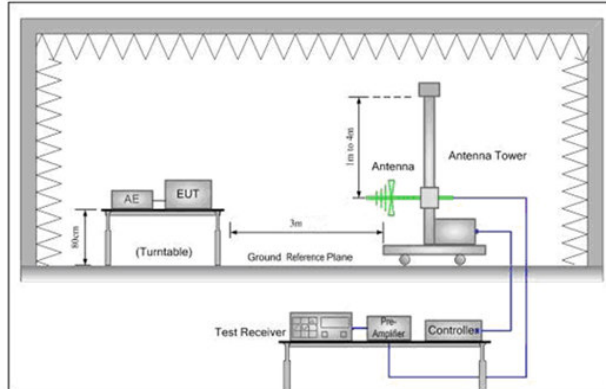 1m to 4m
Antenna
Antenna Tower
AE
EUT
80cm
(Turntable)
3m
Ground Reference Plane
Test Receiver
Pre-
Amplifier
Controller